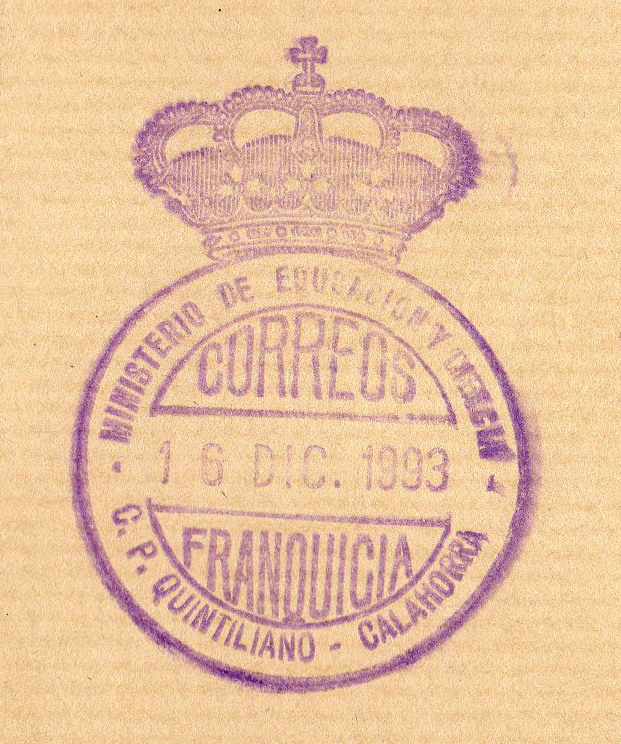 MINISTERIO DE EDUCACION Y CIENCIA
CORREOS
16 DIC. 1993
FRANQUICIA
C. P. QUINTILIANO - CALAHORRA